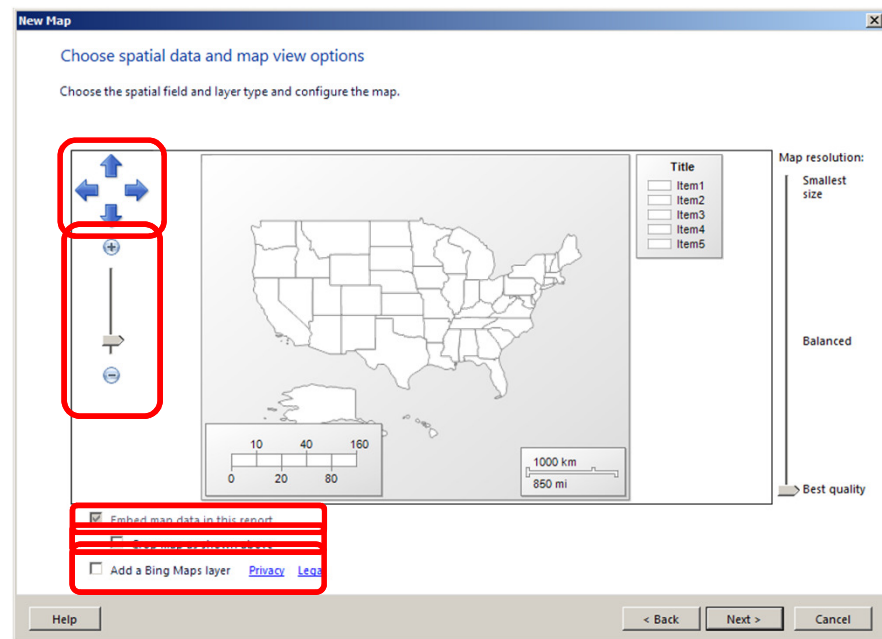 New Map
Choose spatial data and map view options
Choose the spatial field and layer type and configure the map.
Map resolution:
Smallest
size
Balanced
Best quality
Title
Item1
Item2
Item3
Item4
Item5
10 40 160
0 20 80
1000 km
850 mi
Embed map data in this report
Add a Bing Maps layer Privacy Lega
Help
< Back Next > Cancel